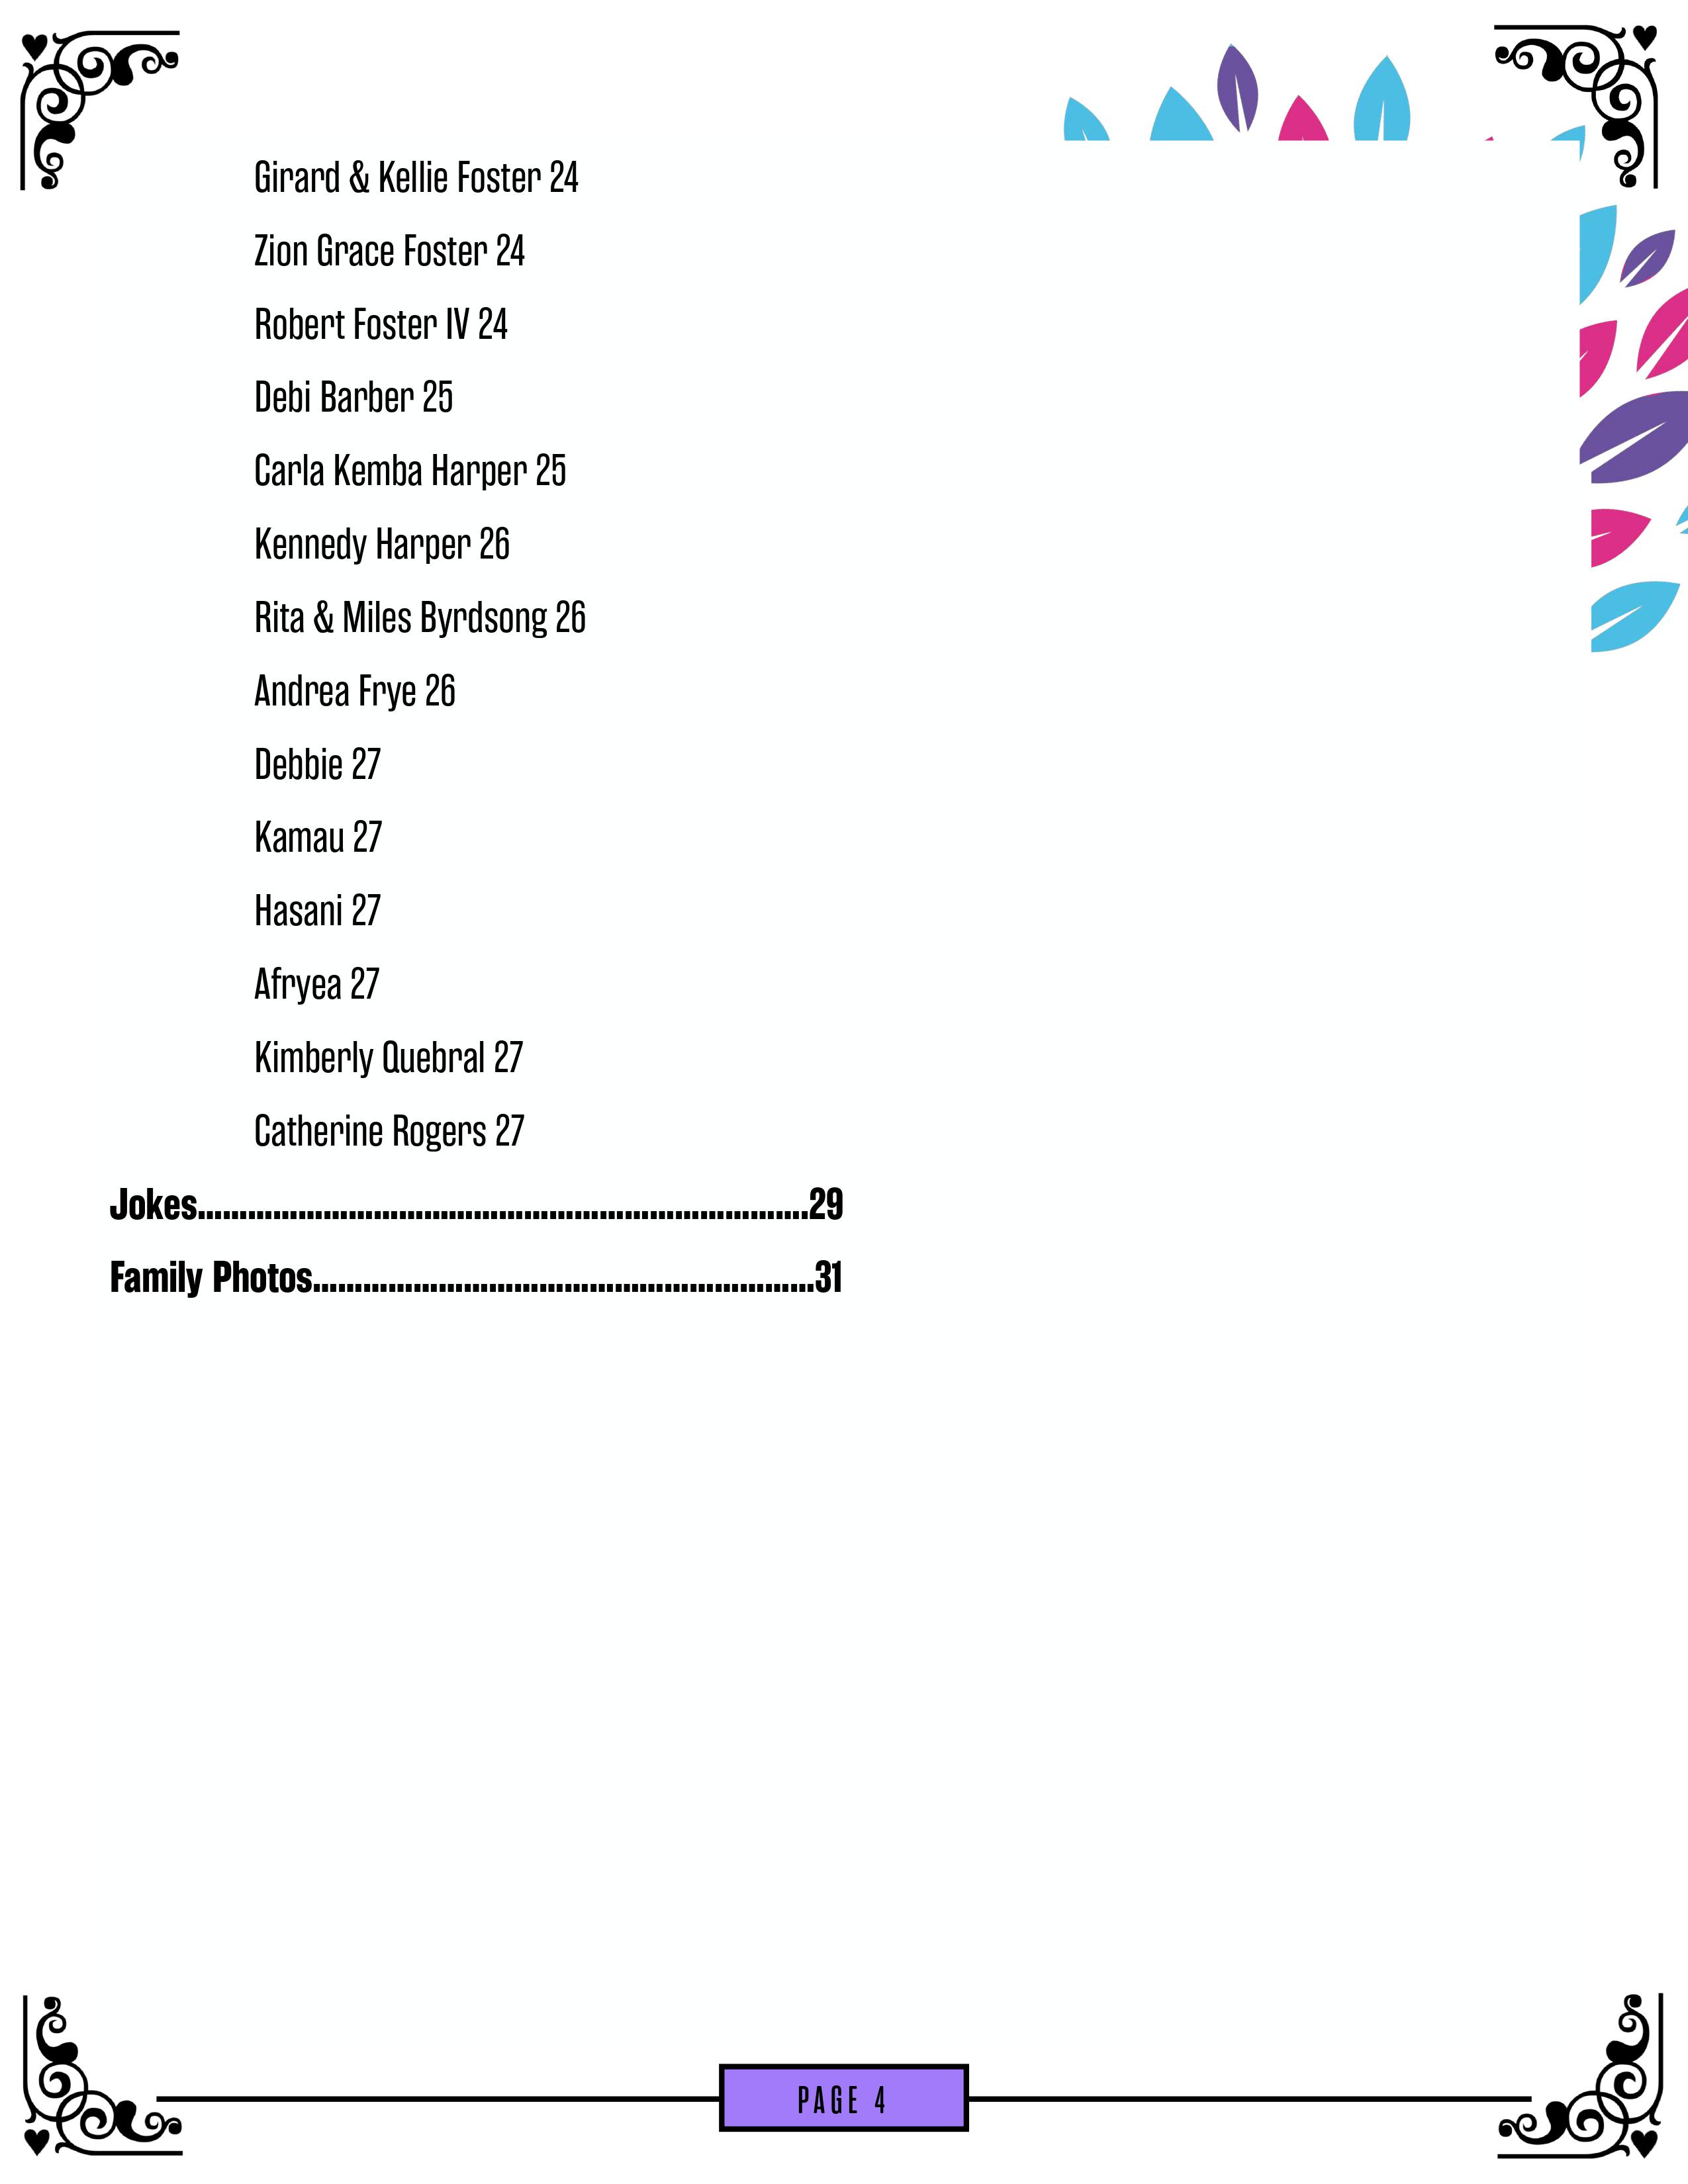 Girard & Kellie Foster 24
Zion Grace Foster 24
Robert Foster IV 24
Debi Barber 25
Carla Kemba Harper 25
Kennedy Harper 26
Rita & Miles Byrdsong 26
Andrea Frye 26
Debbie 27
Kamau 27
Hasani 27
Afryea 27
Kimberly Quebral 27
Catherine Rogers 27
Jokes.........................................................................29
Family Photos............................................................31
PAGE 4